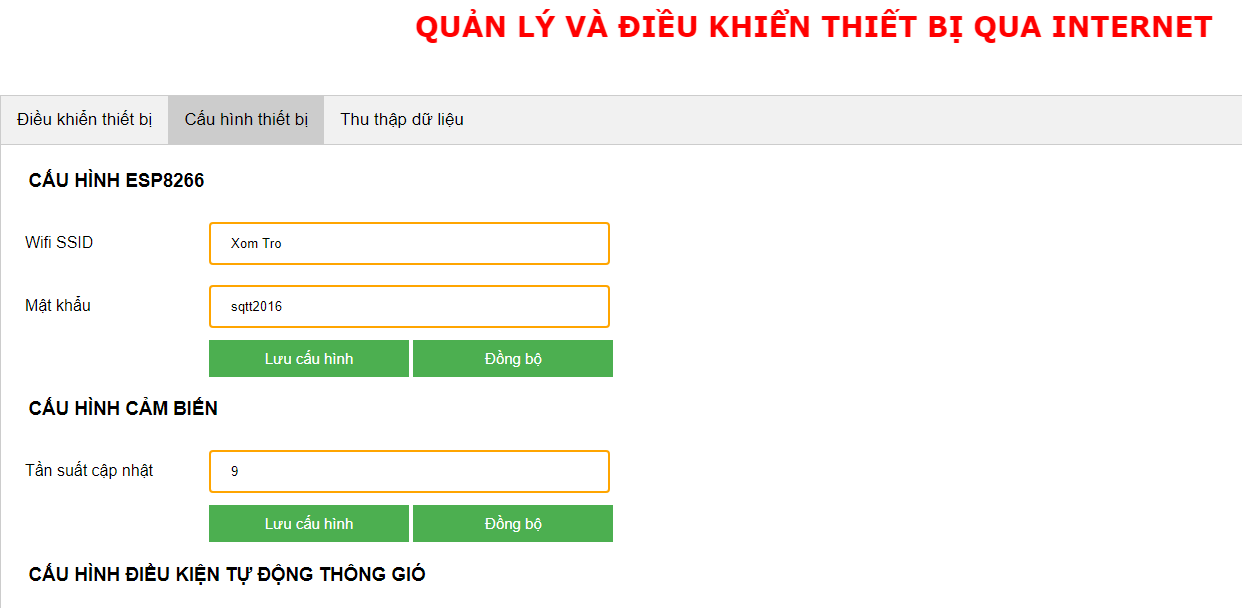 QUẢN LÝ VÀ ĐIỀU KHIỂN THIẾT BỊ QUA INTERNET
Điều khiển thiết bị Cấu hình thiết bị Thu thập dữ liệu
CẤU HÌNH ESP8266
Wifi SSID Xom Tro
Mật khẩu sqtt2016
Lưu cấu hình Đồng bộ
CẤU HÌNH CẢM BIẾN
Tần suất cập nhật 9
Lưu cấu hình Đồng bộ
CẤU HÌNH ĐIỀU KIỆN TỰ ĐỘNG THÔNG GIÓ